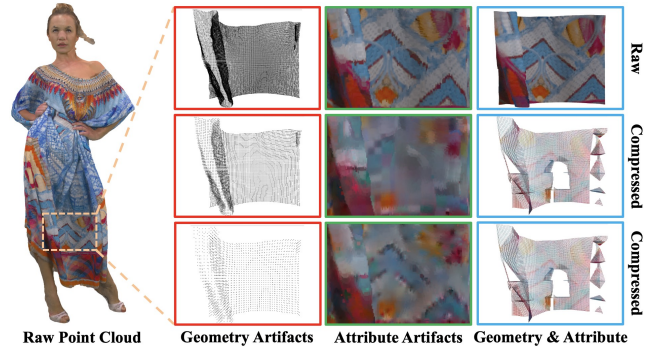 Raw
Compressed
Compressed
Raw Point Cloud
Geometry Artifacts
Attribute Artifacts
Geometry & Attribute